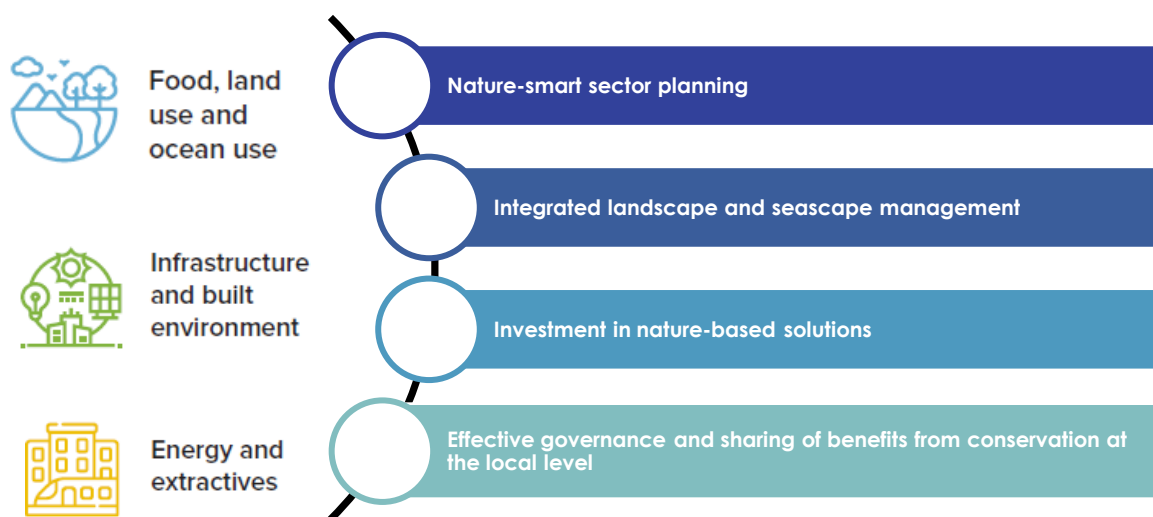 Food, land
use and
ocean use
Infrastructure
and built
environment
Energy and
extractives
Nature-smart sector planning
Integrated landscape and seascape management
Investment in nature-based solutions
Effective governance and sharing of benefits from conservation at
the local level